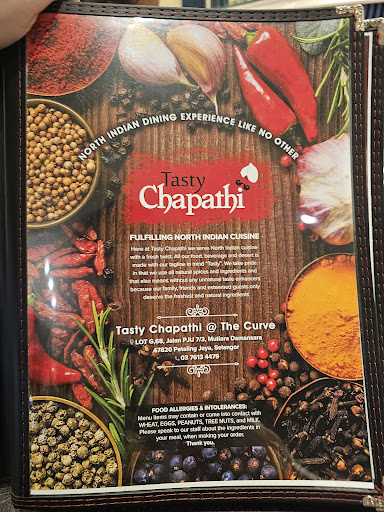 NORTH INDIAN DINING EXPERIENCE LIKE NO OTHER
Tasty
Chapathi
FULFILLING NORTH INDIAN CUISINE
Here at Tasty Chapathi we serve North Indian cuisine
with a fresh twist. All our food, beverage and desert is
made with our tagline in mind "Tasty". We take pride
in that we use all natural spices and ingredients and
that also means without any unnatural taste enhancers
because our family, friends and esteemed guests only
deserve the freshest and natural ingredients
Tasty Chapathi @ The Curve
LOT G.68, Jalan PJU 7/3, Mutiara Damansara
47820 Petaling Jaya, Selangor
03 7613 4479
FOOD ALLERGIES & INTOLERANCES:
Menu items may contain or come into contact with
WHEAT, EGGS, PEANUTS, TREE NUTS, and MILK.
Please speak to our staff about the ingredients in
your meal, when making your order.
Thank you.